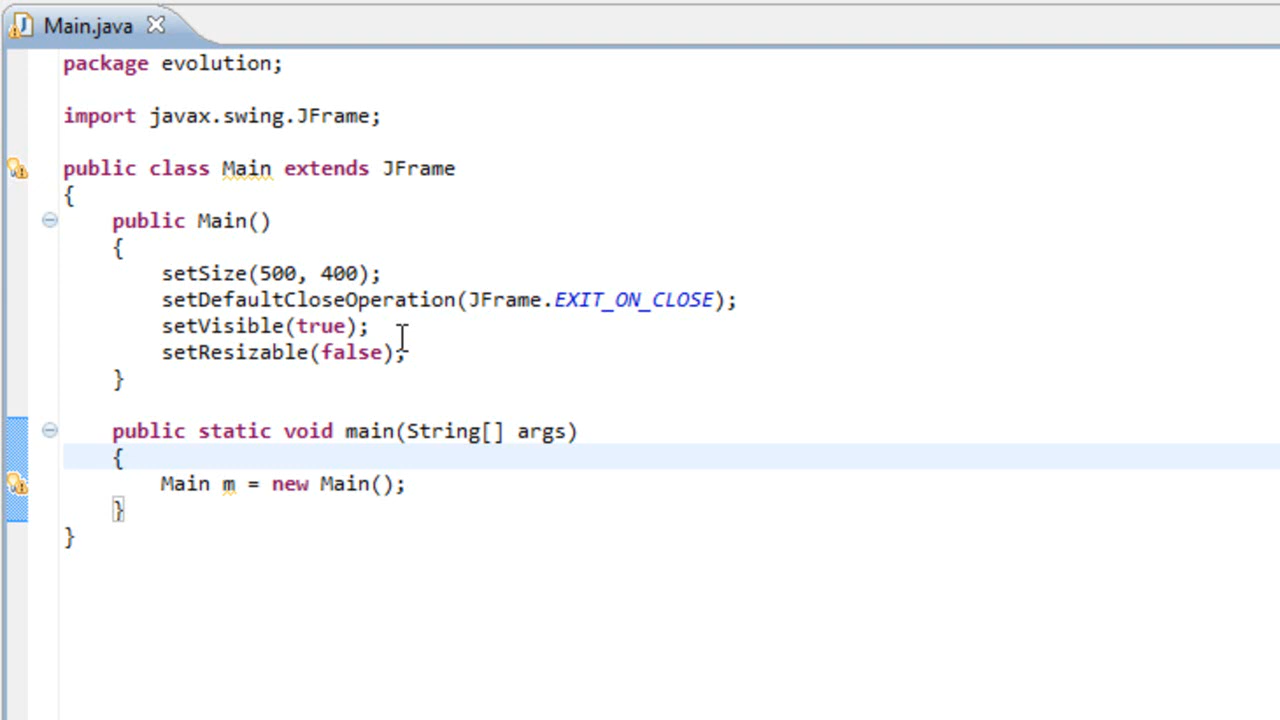 Main.java
package evolution;
import javax.swing.JFrame;
public class Main extends JFrame
{
public Main()
{
setSize(500, 400);
setDefaultCloseOperation(JFrame.EXIT_ON_CLOSE);
setVisible(true);
setResizable(false);
}
public static void main(String[] args)
{
Main m = new Main();
}
}